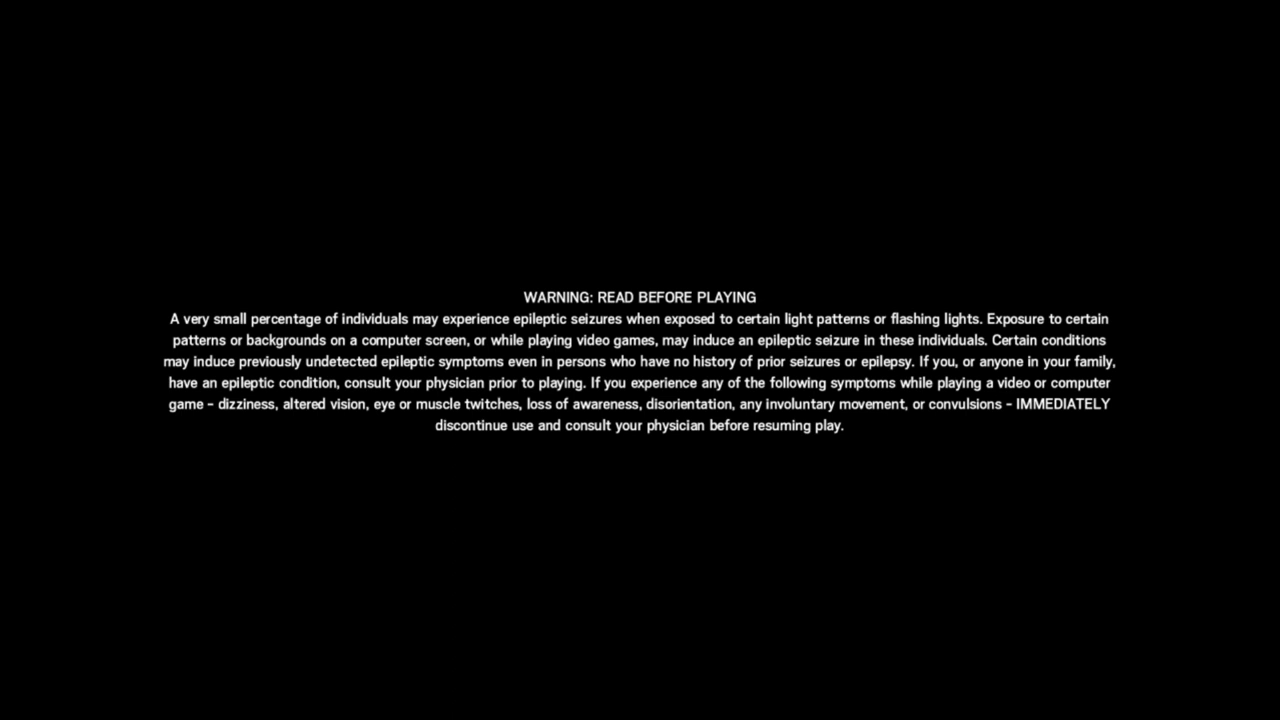 WARNING: READ BEFORE PLAYING
A very small percentage of individuals may experience epileptic seizures when exposed to certain light patterns or flashing lights. Exposure to certain
patterns or backgrounds on a computer screen, or while playing video games, may induce an epileptic seizure in these individuals. Certain conditions
may induce previously undetected epileptic symptoms even in persons who have no history of prior seizures or epilepsy. If you, or anyone in your family,
have an epileptic condition, consult your physician prior to playing. If you experience any of the following symptoms while playing a video or computer
game - dizziness, altered vision, eye or muscle twitches, loss of awareness, disorientation, any involuntary movement, or convulsions - IMMEDIATELY
discontinue use and consult your physician before resuming play.